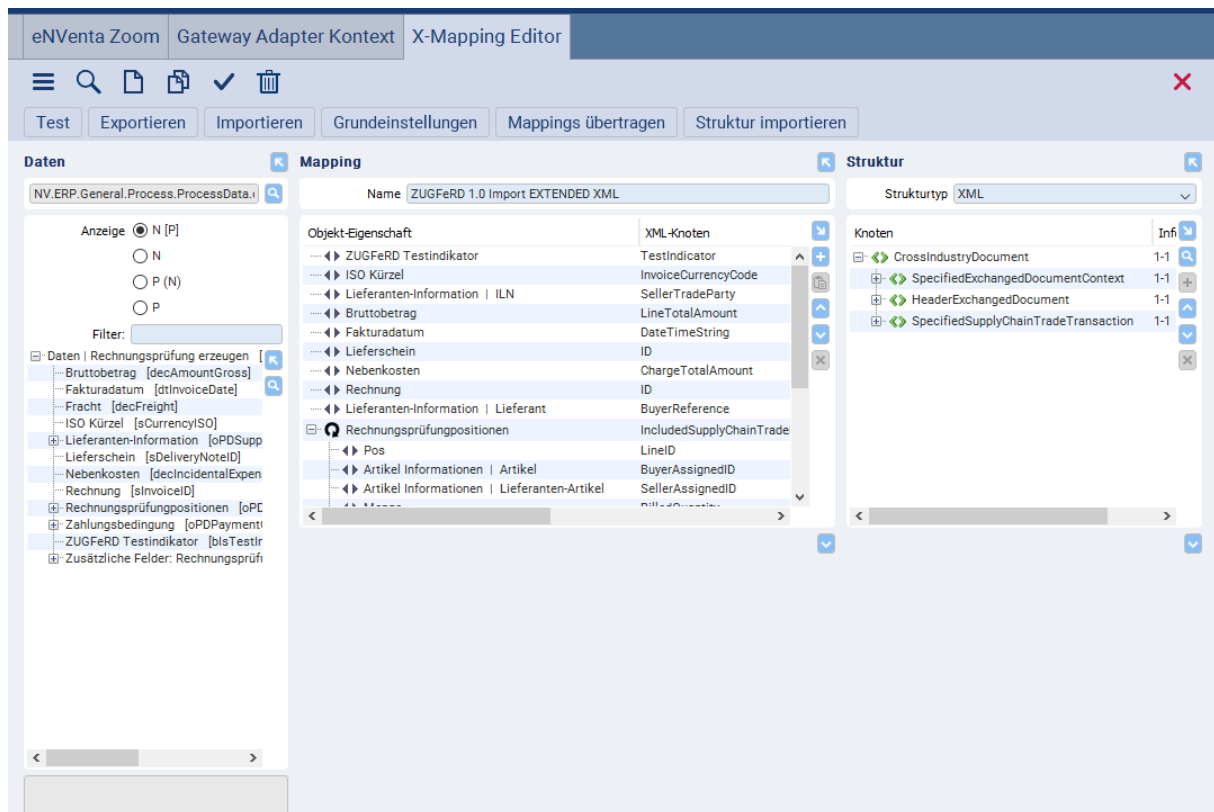 eNVenta Zoom
Gateway Adapter Kontext
X-Mapping Editor
Test
Exportieren
Importieren
Grundeinstellungen
Mappings übertragen
Struktur importieren
Daten
NV.ERP.General.Process.ProcessData.
Anzeige
N [P]
N
P (N)
P
Filter:
Daten | Rechnungsprüfung erzeugen [
Bruttobetrag [decAmountGross]
Fakturadatum [dtInvoiceDate]
Fracht [decFreight]
ISO Kürzel [sCurrencyISO]
Lieferanten-Information [oPDSupp
Lieferschein [sDeliveryNoteID]
Nebenkosten [decIncidentalExpen
Rechnung [sInvoiceID]
Rechnungsprüfungpositionen [oPD
Zahlungsbedingung [oPDPayment
ZUGFeRD Testindikator [bIsTestIr
Zusätzliche Felder: Rechnungsprüf
Mapping
Name ZUGFeRD 1.0 Import EXTENDED XML
Objekt-Eigenschaft XML-Knoten
ZUGFeRD Testindikator TestIndicator
ISO Kürzel InvoiceCurrencyCode
Lieferanten-Information | ILN SellerTradeParty
Bruttobetrag LineTotalAmount
Fakturadatum DateTimeString
Lieferschein ID
Nebenkosten ChargeTotalAmount
Rechnung ID
Lieferanten-Information | Lieferant BuyerReference
Rechnungsprüfungpositionen IncludedSupplyChainTrade
Pos LineID
Artikel Informationen | Artikel BuyerAssignedID
Artikel Informationen | Lieferanten-Artikel SellerAssignedID
Menge BilledQuantity
Struktur
Strukturtyp XML
Knoten Inf
CrossIndustryDocument 1-1
SpecifiedExchangedDocumentContext 1-1
HeaderExchangedDocument 1-1
SpecifiedSupplyChainTradeTransaction 1-1